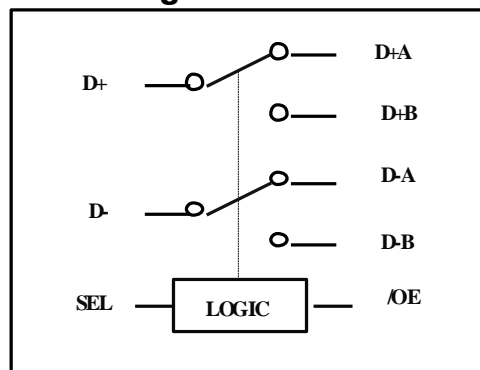 D+A
D+
D+B
D-A
D-
D-B
SEL
LOGIC
/OE